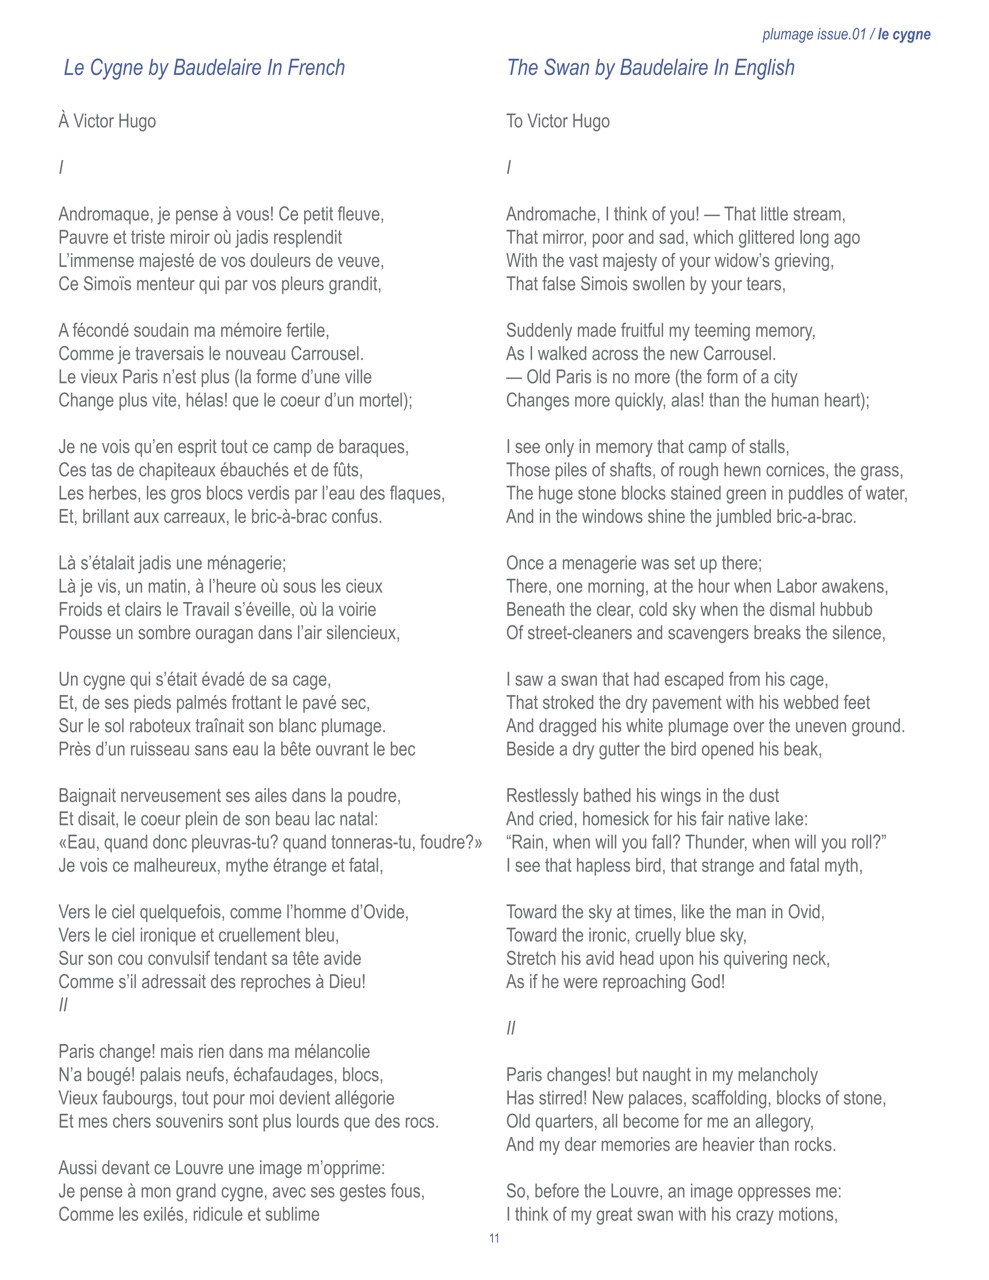 plumage issue.01 / le cygne
Le Cygne by Baudelaire In French
À Victor Hugo
I
Andromaque, je pense à vous! Ce petit fleuve,
Pauvre et triste miroir où jadis resplendit
L’immense majesté de vos douleurs de veuve,
Ce Simoïs menteur qui par vos pleurs grandit,
A fécondé soudain ma mémoire fertile,
Comme je traversais le nouveau Carrousel.
Le vieux Paris n’est plus (la forme d’une ville
Change plus vite, hélas! que le coeur d’un mortel);
Je ne vois qu’en esprit tout ce camp de baraques,
Ces tas de chapiteaux ébauchés et de fûts,
Les herbes, les gros blocs verdis par l’eau des flaques,
Et, brillant aux carreaux, le bric-à-brac confus.
Là s’étalait jadis une ménagerie;
Là je vis, un matin, à l’heure où sous les cieux
Froids et clairs le Travail s’éveille, où la voirie
Pousse un sombre ouragan dans l’air silencieux,
Un cygne qui s’était évadé de sa cage,
Et, de ses pieds palmés frottant le pavé sec,
Sur le sol raboteux traînait son blanc plumage.
Près d’un ruisseau sans eau la bête ouvrant le bec
Baignait nerveusement ses ailes dans la poudre,
Et disait, le coeur plein de son beau lac natal:
«Eau, quand donc pleuvras-tu? quand tonneras-tu, foudre?»
Je vois ce malheureux, mythe étrange et fatal,
Vers le ciel quelquefois, comme l’homme d’Ovide,
Vers le ciel ironique et cruellement bleu,
Sur son cou convulsif tendant sa tête avide
Comme s’il adressait des reproches à Dieu!
II
Paris change! mais rien dans ma mélancolie
N’a bougé! palais neufs, échafaudages, blocs,
Vieux faubourgs, tout pour moi devient allégorie
Et mes chers souvenirs sont plus lourds que des rocs.
Aussi devant ce Louvre une image m’opprime:
Je pense à mon grand cygne, avec ses gestes fous,
Comme les exilés, ridicule et sublime
The Swan by Baudelaire In English
To Victor Hugo
I
Andromache, I think of you! — That little stream,
That mirror, poor and sad, which glittered long ago
With the vast majesty of your widow’s grieving,
That false Simois swollen by your tears,
Suddenly made fruitful my teeming memory,
As I walked across the new Carrousel.
— Old Paris is no more (the form of a city
Changes more quickly, alas! than the human heart);
I see only in memory that camp of stalls,
Those piles of shafts, of rough hewn cornices, the grass,
The huge stone blocks stained green in puddles of water,
And in the windows shine the jumbled bric-a-brac.
Once a menagerie was set up there;
There, one morning, at the hour when Labor awakens,
Beneath the clear, cold sky when the dismal hubbub
Of street-cleaners and scavengers breaks the silence,
I saw a swan that had escaped from his cage,
That stroked the dry pavement with his webbed feet
And dragged his white plumage over the uneven ground.
Beside a dry gutter the bird opened his beak,
Restlessly bathed his wings in the dust
And cried, homesick for his fair native lake:
“Rain, when will you fall? Thunder, when will you roll?”
I see that hapless bird, that strange and fatal myth,
Toward the sky at times, like the man in Ovid,
Toward the ironic, cruelly blue sky,
Stretch his avid head upon his quivering neck,
As if he were reproaching God!
II
Paris changes! but naught in my melancholy
Has stirred! New palaces, scaffolding, blocks of stone,
Old quarters, all become for me an allegory,
And my dear memories are heavier than rocks.
So, before the Louvre, an image oppresses me:
I think of my great swan with his crazy motions,
11